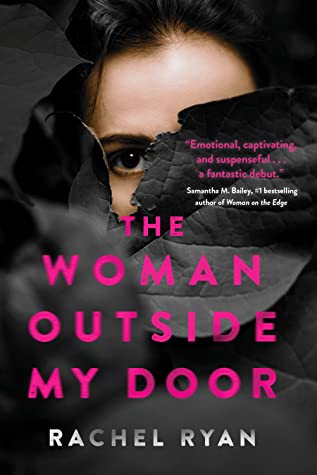 “Emotional, captivating,
and suspenseful . . .
a fantastic debut.”
Samantha M. Bailey, #1 bestselling
author of Woman on the Edge
THE
WOMAN
OUTSIDE
MY DOOR
RACHEL RYAN